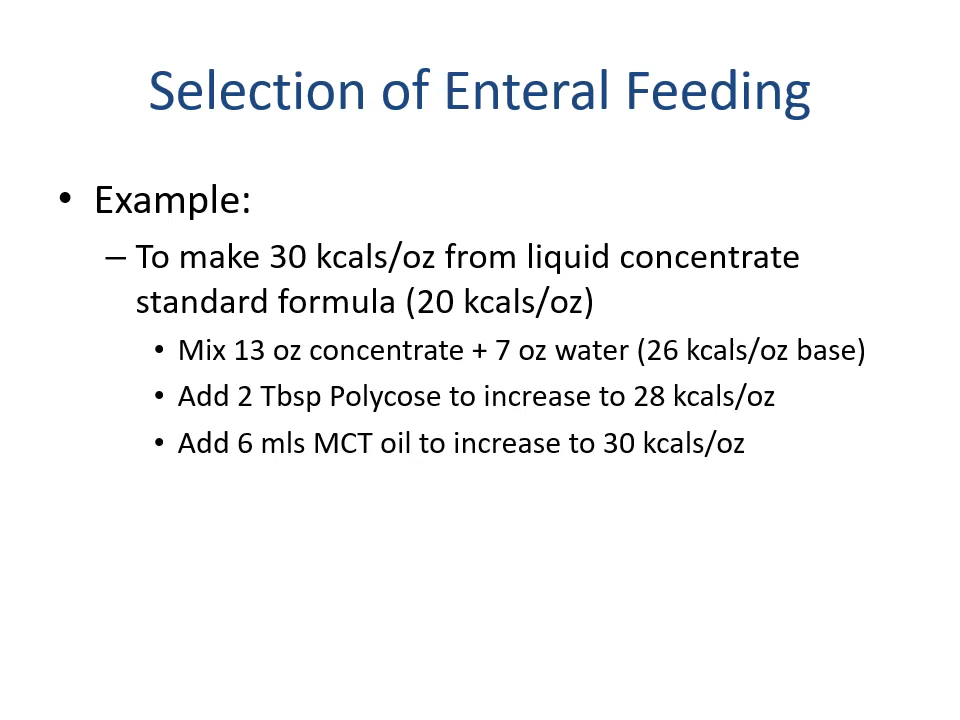 Selection of Enteral Feeding
• Example:
– To make 30 kcals/oz from liquid concentrate
standard formula (20 kcals/oz)
• Mix 13 oz concentrate + 7 oz water (26 kcals/oz base)
• Add 2 Tbsp Polycose to increase to 28 kcals/oz
• Add 6 mls MCT oil to increase to 30 kcals/oz